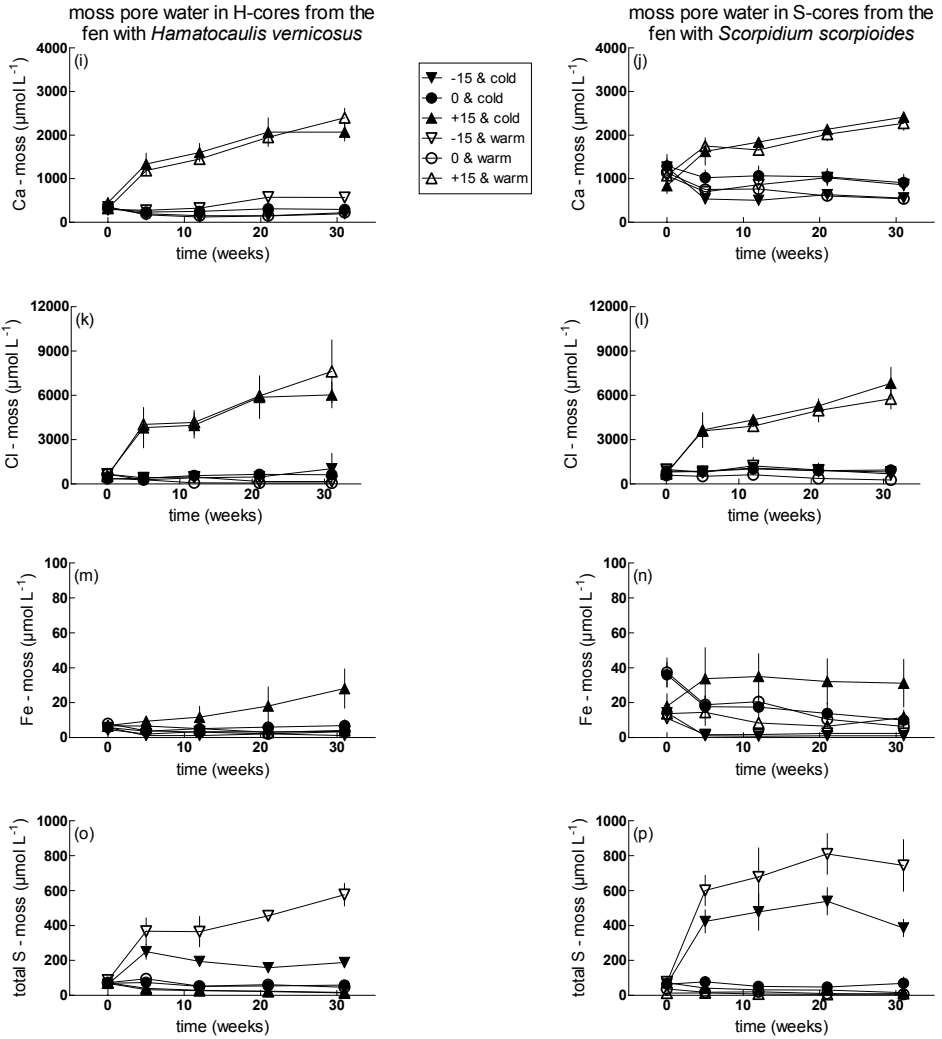 moss pore water in H-cores from the
fen with Hamatocaulis vernicosus
moss pore water in S-cores from the
fen with Scorpidium scorpioides
(i)
Ca - moss (µmol L-1)
4000
3000
2000
1000
0
0 10 20 30
time (weeks)
-15 & cold
0 & cold
+15 & cold
-15 & warm
0 & warm
+15 & warm
(j)
Ca - moss (µmol L-1)
4000
3000
2000
1000
0
0 10 20 30
time (weeks)
(k)
Cl - moss (µmol L-1)
12000
9000
6000
3000
0
0 10 20 30
time (weeks)
(l)
Cl - moss (µmol L-1)
12000
9000
6000
3000
0
0 10 20 30
time (weeks)
(m)
Fe - moss (µmol L-1)
100
80
60
40
20
0
0 10 20 30
time (weeks)
(n)
Fe - moss (µmol L-1)
100
80
60
40
20
0
0 10 20 30
time (weeks)
(o)
total S - moss (µmol L-1)
1000
800
600
400
200
0
0 10 20 30
time (weeks)
(p)
total S - moss (µmol L-1)
1000
800
600
400
200
0
0 10 20 30
time (weeks)